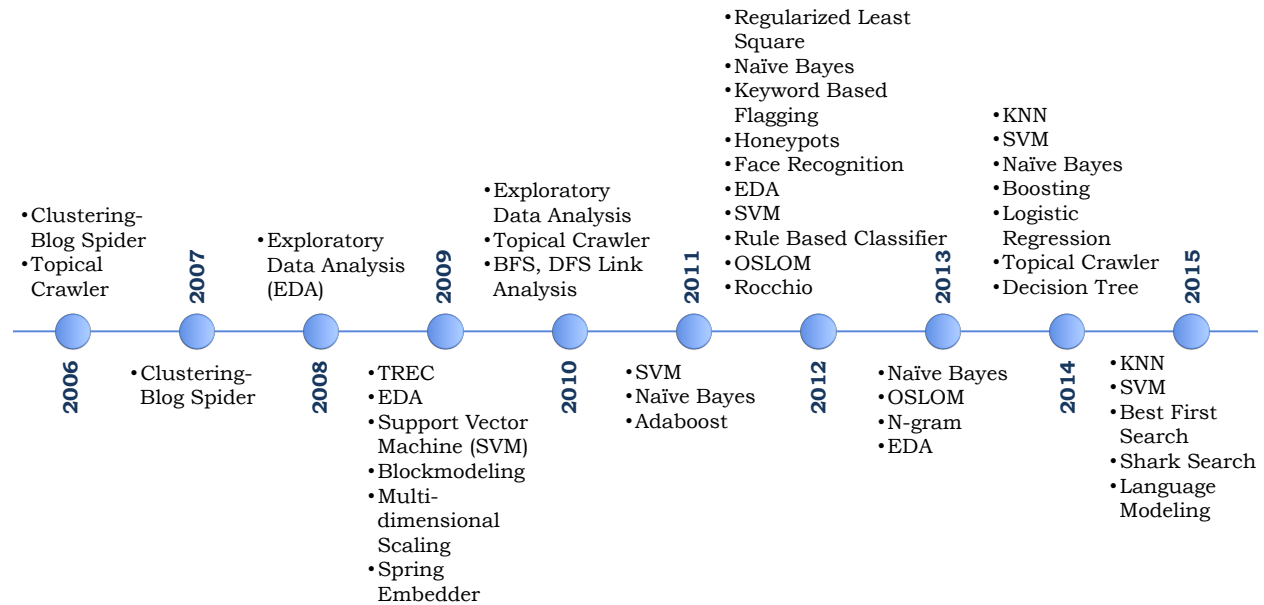 •Clustering-
Blog Spider
•Topical
Crawler
2006
2007
•Clustering-
Blog Spider
•Exploratory
Data Analysis
(EDA)
2008
2009
•TREC
•EDA
•Support Vector
Machine (SVM)
•Blockmodeling
•Multi-
dimensional
Scaling
•Spring
Embedder
•Exploratory
Data Analysis
•Topical Crawler
•BFS, DFS Link
Analysis
2010
2011
•SVM
•Naïve Bayes
•Adaboost
•Regularized Least
Square
•Naïve Bayes
•Keyword Based
Flagging
•Honeypots
•Face Recognition
•EDA
•SVM
•Rule Based Classifier
•OSLOM
•Rocchio
2012
2013
•Naïve Bayes
•OSLOM
•N-gram
•EDA
•KNN
•SVM
•Naïve Bayes
•Boosting
•Logistic
Regression
•Topical Crawler
•Decision Tree
2014
2015
•KNN
•SVM
•Best First
Search
•Shark Search
•Language
Modeling